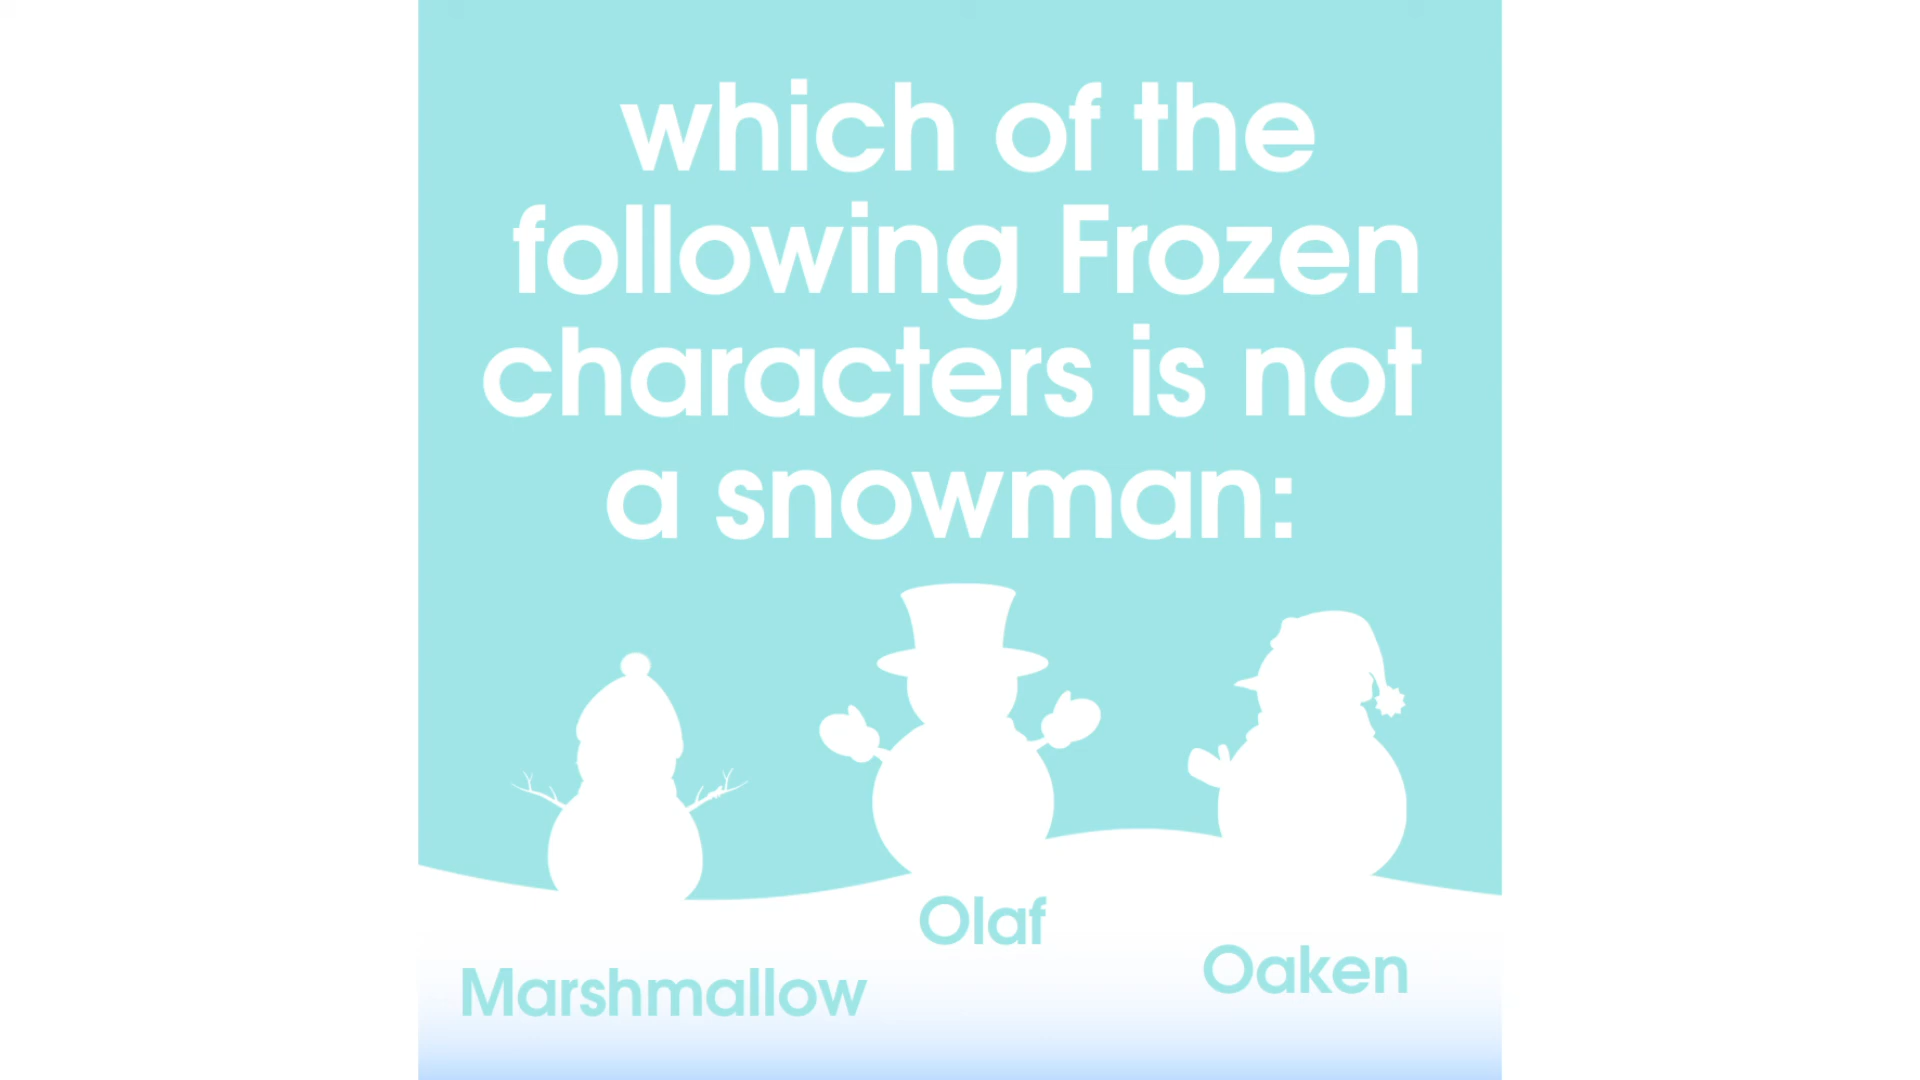 which of the
following Frozen
characters is not
a snowman:
Olaf
Marshmallow
Oaken